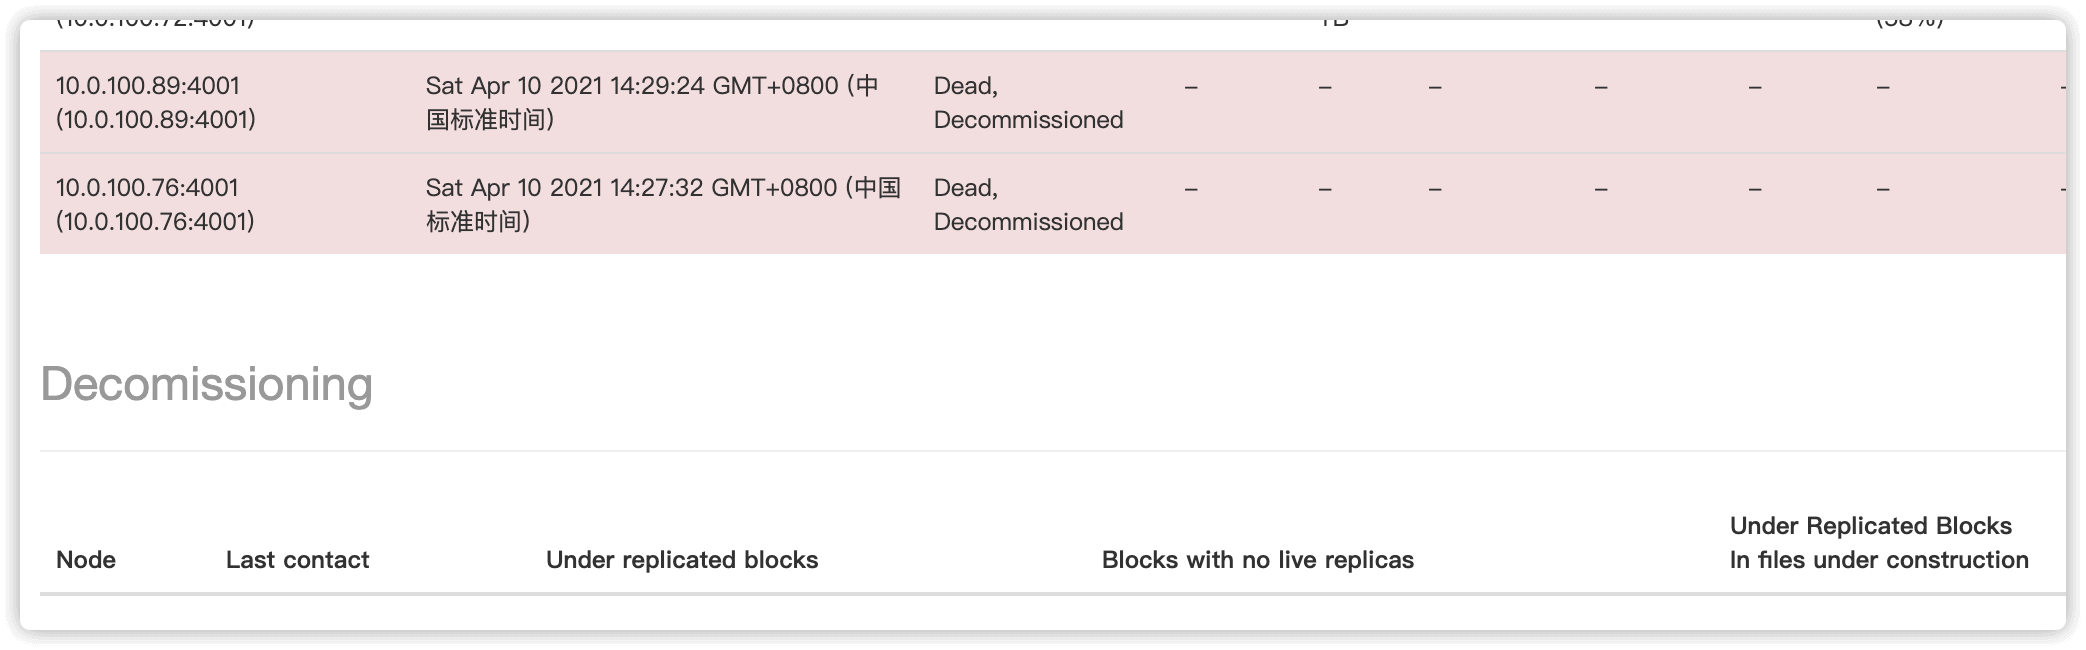 10.0.100.89:4001 Sat Apr 10 2021 14:29:24 GMT+0800 (中 Dead, – – – – – –
(10.0.100.89:4001) 国标准时间) Decommissioned
10.0.100.76:4001 Sat Apr 10 2021 14:27:32 GMT+0800 (中国 Dead, – – – – – –
(10.0.100.76:4001) 标准时间) Decommissioned
Decomissioning
Under Replicated Blocks
Node Last contact Under replicated blocks Blocks with no live replicas In files under construction